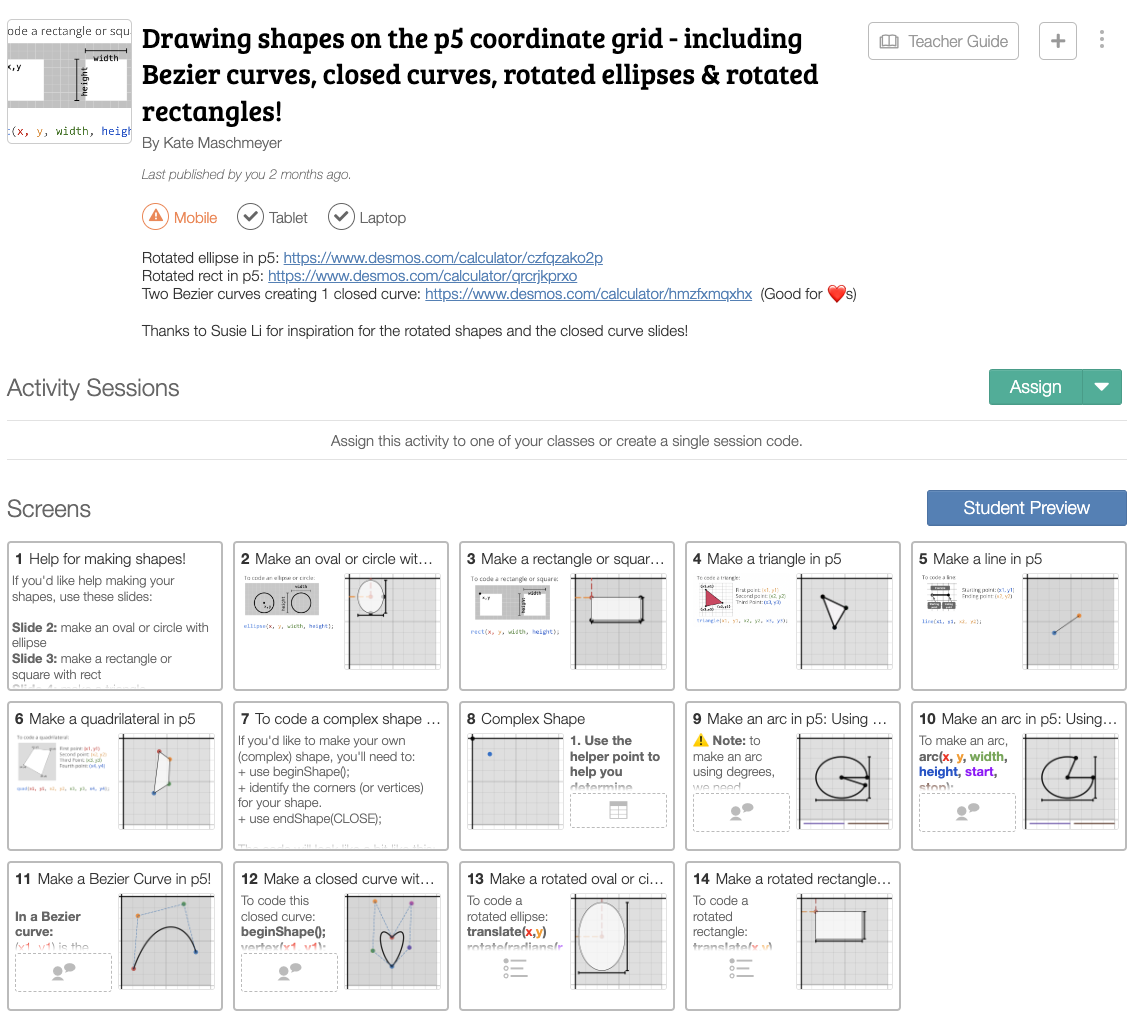 ode a rectangle or squ
x,y
width
height
(x, y, width, heigh
Drawing shapes on the p5 coordinate grid - including
Bezier curves, closed curves, rotated ellipses & rotated
rectangles!
By Kate Maschmeyer
Last published by you 2 months ago.
Mobile
Tablet
Laptop
Teacher Guide
Rotated ellipse in p5: https://www.desmos.com/calculator/czfqzako2p
Rotated rect in p5: https://www.desmos.com/calculator/qrcrjkprxo
Two Bezier curves creating 1 closed curve: https://www.desmos.com/calculator/hmzfxmqxhx (Good for ❤️s)
Thanks to Susie Li for inspiration for the rotated shapes and the closed curve slides!
Activity Sessions
Assign
Assign this activity to one of your classes or create a single session code.
Screens
Student Preview
1 Help for making shapes!
If you'd like help making your
shapes, use these slides:
Slide 2: make an oval or circle with
ellipse
Slide 3: make a rectangle or
square with rect
Slide 4: make a triangle
2 Make an oval or circle wit...
To code an ellipse or circle:
x,y
height
width
ellipse(x, y, width, height);
3 Make a rectangle or squar...
To code a rectangle or square:
x,y
width
height
rect(x, y, width, height);
4 Make a triangle in p5
To code a triangle:
First point: (x1, y1)
Second point: (x2, y2)
Third Point: (x3, y3)
triangle(x1, y1, x2, y2, x3, y3);
5 Make a line in p5
To code a line
Starting point: (x1, y1)
Ending point: (x2, y2)
line(x1, y1, x2, y2);
6 Make a quadrilateral in p5
To code a quadrilateral:
First point: (x1, y1)
Second point: (x2, y2)
Third Point: (x3, y3)
Fourth point: (x4, y4)
quad(x1, y1, x2, y2, x3, y3, x4, y4);
7 To code a complex shape ...
If you'd like to make your own
(complex) shape, you'll need to:
+ use beginShape();
+ identify the corners (or vertices)
for your shape.
+ use endShape(CLOSE);
The code will look like a bit like this
8 Complex Shape
1. Use the
helper point to
help you
determine
9 Make an arc in p5: Using ...
⚠️ Note: to
make an arc
using degrees,
we need
10 Make an arc in p5: Using...
To make an arc,
arc(x, y, width,
height, start,
stop);
11 Make a Bezier Curve in p5!
In a Bezier
curve:
(x1, y1) is the
12 Make a closed curve wit...
To code this
closed curve:
beginShape();
vertex(x1, y1);
13 Make a rotated oval or ci...
To code a
rotated ellipse:
translate(x,y)
rotate(radians(r
14 Make a rotated rectangle...
To code a
rotated
rectangle:
translate(x,y)